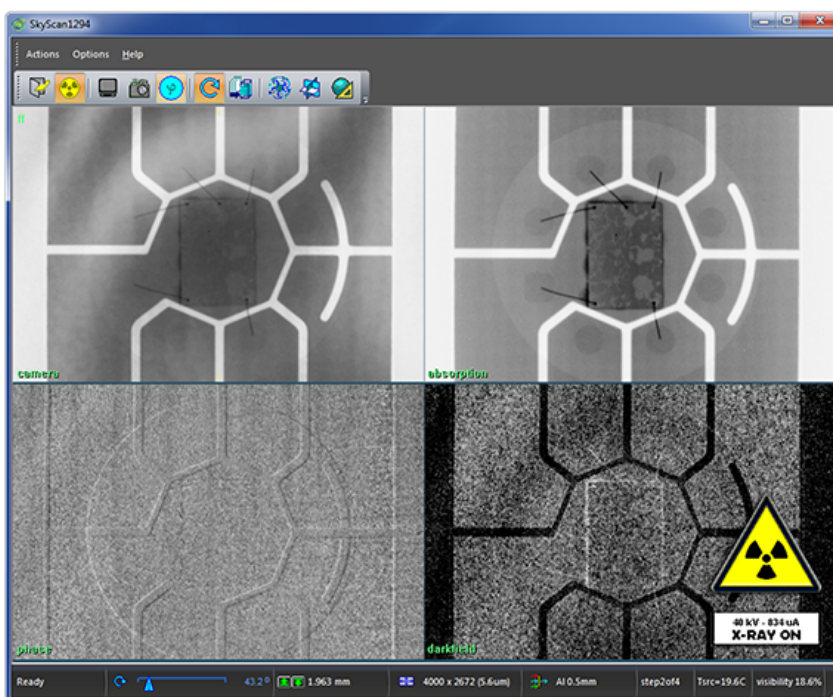 SkyScan1294
Actions Options Help
ff
camera
absorption
phase
darkfield
40 kV - 834 uA
X-RAY ON
Ready 43.2° 1.963 mm 4000 x 2672 (5.6um) Al 0.5mm step2of4 Tsrc=19.6C visibility 18.6%